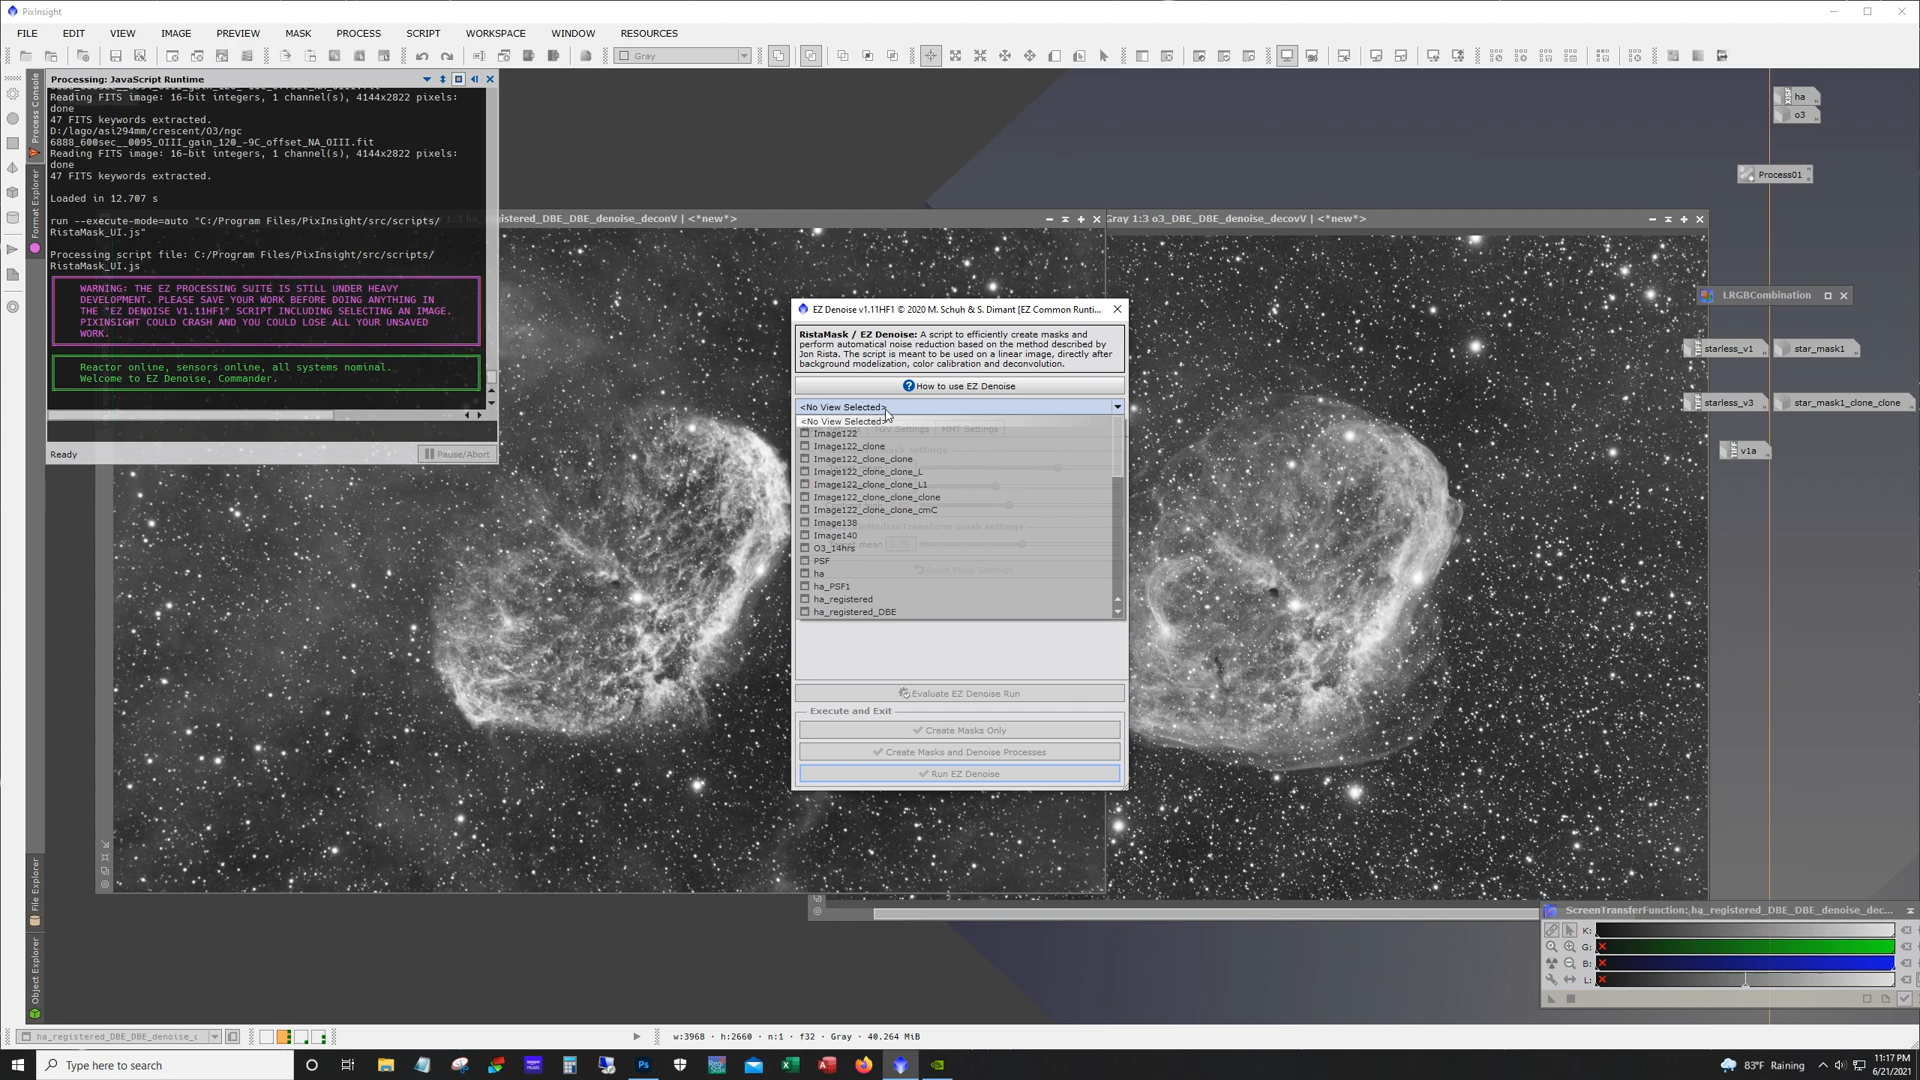 PixInsight
FILE EDIT VIEW IMAGE PREVIEW MASK PROCESS SCRIPT WORKSPACE WINDOW RESOURCES
Gray
Processing: JavaScript Runtime
Process Console
Format Explorer
Reading FITS image: 16-bit integers, 1 channel(s), 4144x2822 pixels:
done
47 FITS keywords extracted.
D:/lago/asi294mm/crescent/O3/ngc
6888_600sec__0095_OIII_gain_120_-9C_offset_NA_OIII.fit
Reading FITS image: 16-bit integers, 1 channel(s), 4144x2822 pixels:
done
47 FITS keywords extracted.
Loaded in 12.707 s
run --execute-mode=auto "C:/Program Files/PixInsight/src/scripts/
RistaMask_UI.js"
Processing script file: C:/Program Files/PixInsight/src/scripts/
RistaMask_UI.js
WARNING: THE EZ PROCESSING SUITE IS STILL UNDER HEAVY
DEVELOPMENT. PLEASE SAVE YOUR WORK BEFORE DOING ANYTHING IN
THE "EZ DENOISE V1.11HF1" SCRIPT INCLUDING SELECTING AN IMAGE.
PIXINSIGHT COULD CRASH AND YOU COULD LOSE ALL YOUR UNSAVED
WORK.
Reactor online, sensors online, all systems nominal.
Welcome to EZ Denoise, Commander.
Ready
Pause/Abort
registered_DBE_DBE_denoise_deconV | <*new*>
Gray 1:3 o3_DBE_DBE_denoise_decovV | <*new*>
EZ Denoise v1.11HF1 © 2020 M. Schuh & S. Dimant [EZ Common Runti...
RistaMask / EZ Denoise: A script to efficiently create masks and
perform automatical noise reduction based on the method described by
Jon Rista. The script is meant to be used on a linear image, directly after
background modelization, color calibration and deconvolution.
How to use EZ Denoise
<No View Selected>
<No View Selected>
TGV Settings MMT Settings
Image122
Image122_clone
Image122_clone_clone
Image122_clone_clone_L
Image122_clone_clone_L1
Image122_clone_clone_clone
Image122_clone_clone_cmC
Image138
Image140
O3_14hrs
PSF
ha
ha_PSF1
ha_registered
ha_registered_DBE
Evaluate EZ Denoise Run
Execute and Exit
Create Masks Only
Create Masks and Denoise Processes
Run EZ Denoise
ha
o3
Process01
LRGBCombination
starless_v1
star_mask1
starless_v3
star_mask1_clone_clone
v1a
ScreenTransferFunction: ha_registered_DBE_DBE_denoise_dec...
K:
G:
B:
L:
File Explorer
Object Explorer
ha_registered_DBE_DBE_denoise_c
w:3968 · h:2660 · n:1 · f32 · Gray · 40.264 MiB
Type here to search
83°F Raining
11:17 PM
6/21/2021